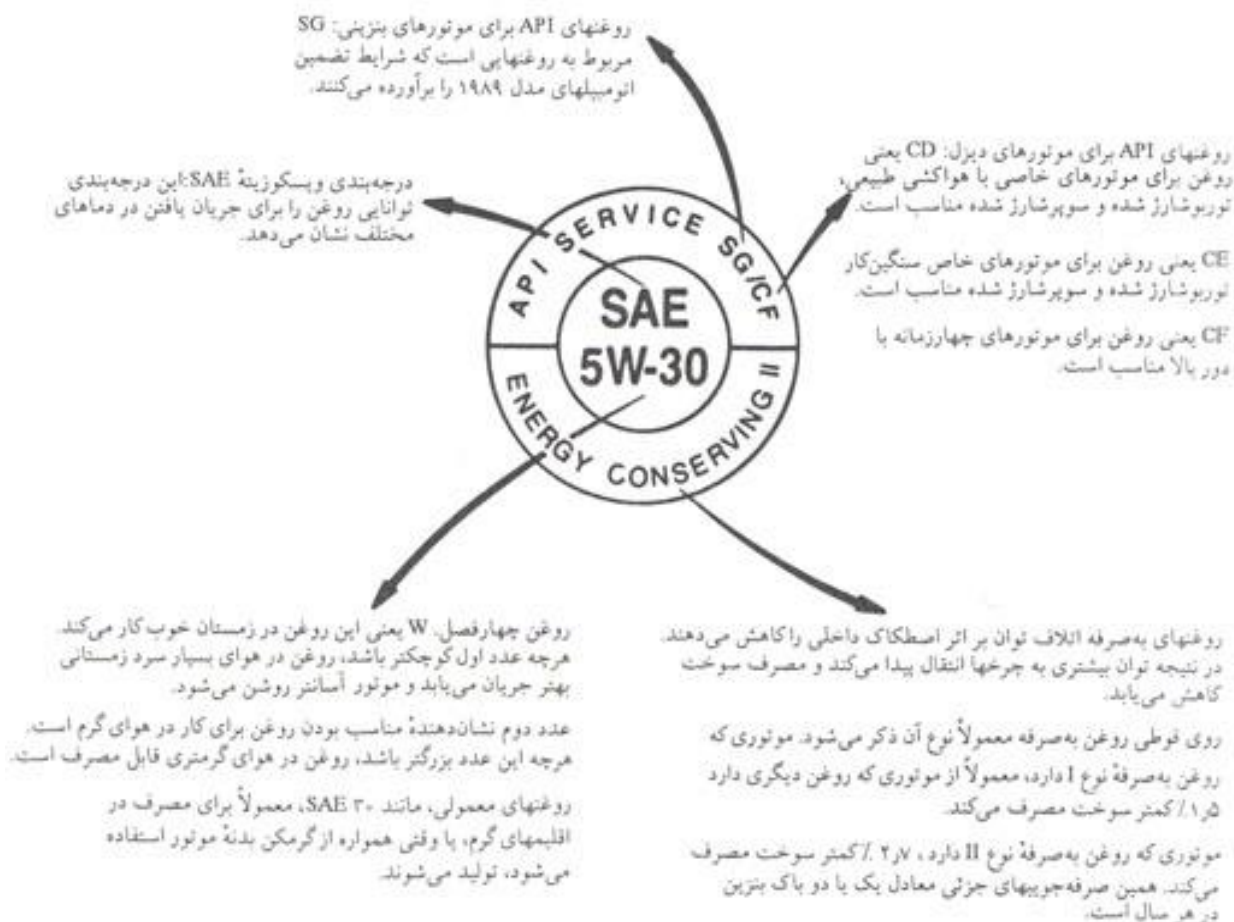 روغنهای API برای موتورهای بنزینی: SG
مربوط به روغنهایی است که شرایط تضمین
اتومبیلهای مدل ۱۹۸۹ را برآورده می‌کنند.
روغنهای API برای موتورهای دیزل: CD یعنی
روغن برای موتورهای خاصی با هواکشی طبیعی،
توربوشارژ شده و سوپرشارژ شده مناسب است.
CE یعنی روغن برای موتورهای خاص سنگین‌کار
توربوشارژ شده و سوپرشارژ شده مناسب است.
CF یعنی روغن برای موتورهای چهارزمانه با
دور بالا مناسب است.
درجه‌بندی ویسکوزیتهٔ SAE: این درجه‌بندی
توانایی روغن را برای جریان یافتن در دماهای
مختلف نشان می‌دهد.
API SERVICE SG/CF
SAE
5W-30
ENERGY CONSERVING II
روغنهای به‌صرفه اتلاف توان بر اثر اصطکاک داخلی را کاهش می‌دهند.
در نتیجه توان بیشتری به چرخها انتقال پیدا می‌کند و مصرف سوخت
کاهش می‌یابد.
روی قوطی روغن به‌صرفه معمولاً نوع آن ذکر می‌شود. موتوری که
روغن به‌صرفهٔ نوع I دارد، معمولاً از موتوری که روغن دیگری دارد
۱٫۵٪ کمتر سوخت مصرف می‌کند.
موتوری که روغن به‌صرفهٔ نوع II دارد، ۲٫۷ ٪ کمتر سوخت مصرف
می‌کند. همین صرفه‌جوییهای جزئی معادل یک یا دو باک بنزین
در هر سال است.
روغن چهارفصل. W یعنی این روغن در زمستان خوب کار می‌کند.
هرچه عدد اول کوچکتر باشد، روغن در هوای بسیار سرد زمستانی
بهتر جریان می‌یابد و موتور آسانتر روشن می‌شود.
عدد دوم نشان‌دهندهٔ مناسب بودن روغن برای کار در هوای گرم است.
هرچه این عدد بزرگتر باشد، روغن در هوای گرمتری قابل مصرف است.
روغنهای معمولی، مانند SAE ۳۰، معمولاً برای مصرف در
اقلیمهای گرم، یا وقتی همواره از گرمکن بدنهٔ موتور استفاده
می‌شود، تولید می‌شوند.